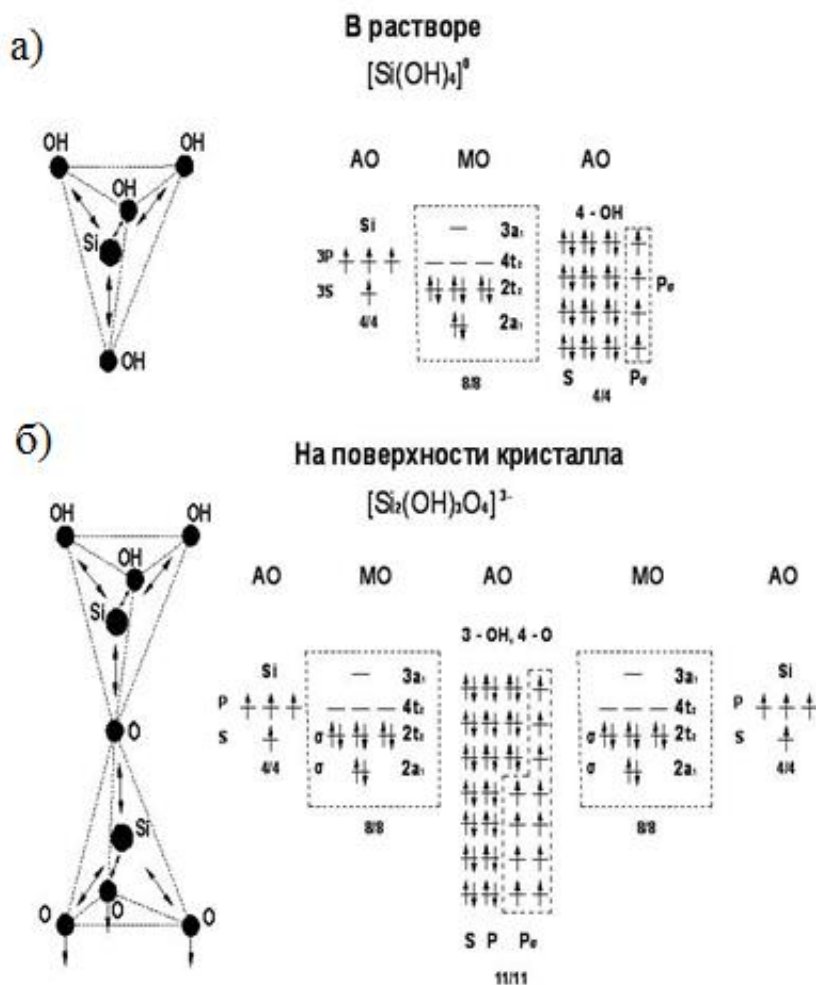 а)
В растворе
[Si(OH)₄]⁰
OH OH
OH
Si
OH
AO MO AO
Si 4 - OH
3P
3S
4/4
3a₁
4t₂
2t₂
2a₁
8/8
Pσ
S Pσ
4/4
б)
На поверхности кристалла
[Si₂(OH)₃O₄]³⁻
OH OH
OH
Si
O
Si
O O O
AO MO AO MO AO
3 - OH, 4 - O
Si
P
S
4/4
3a₁
4t₂
σ 2t₂
σ 2a₁
8/8
S P Pσ
11/11
3a₁
4t₂
σ 2t₂
σ 2a₁
8/8
Si
P
S
4/4